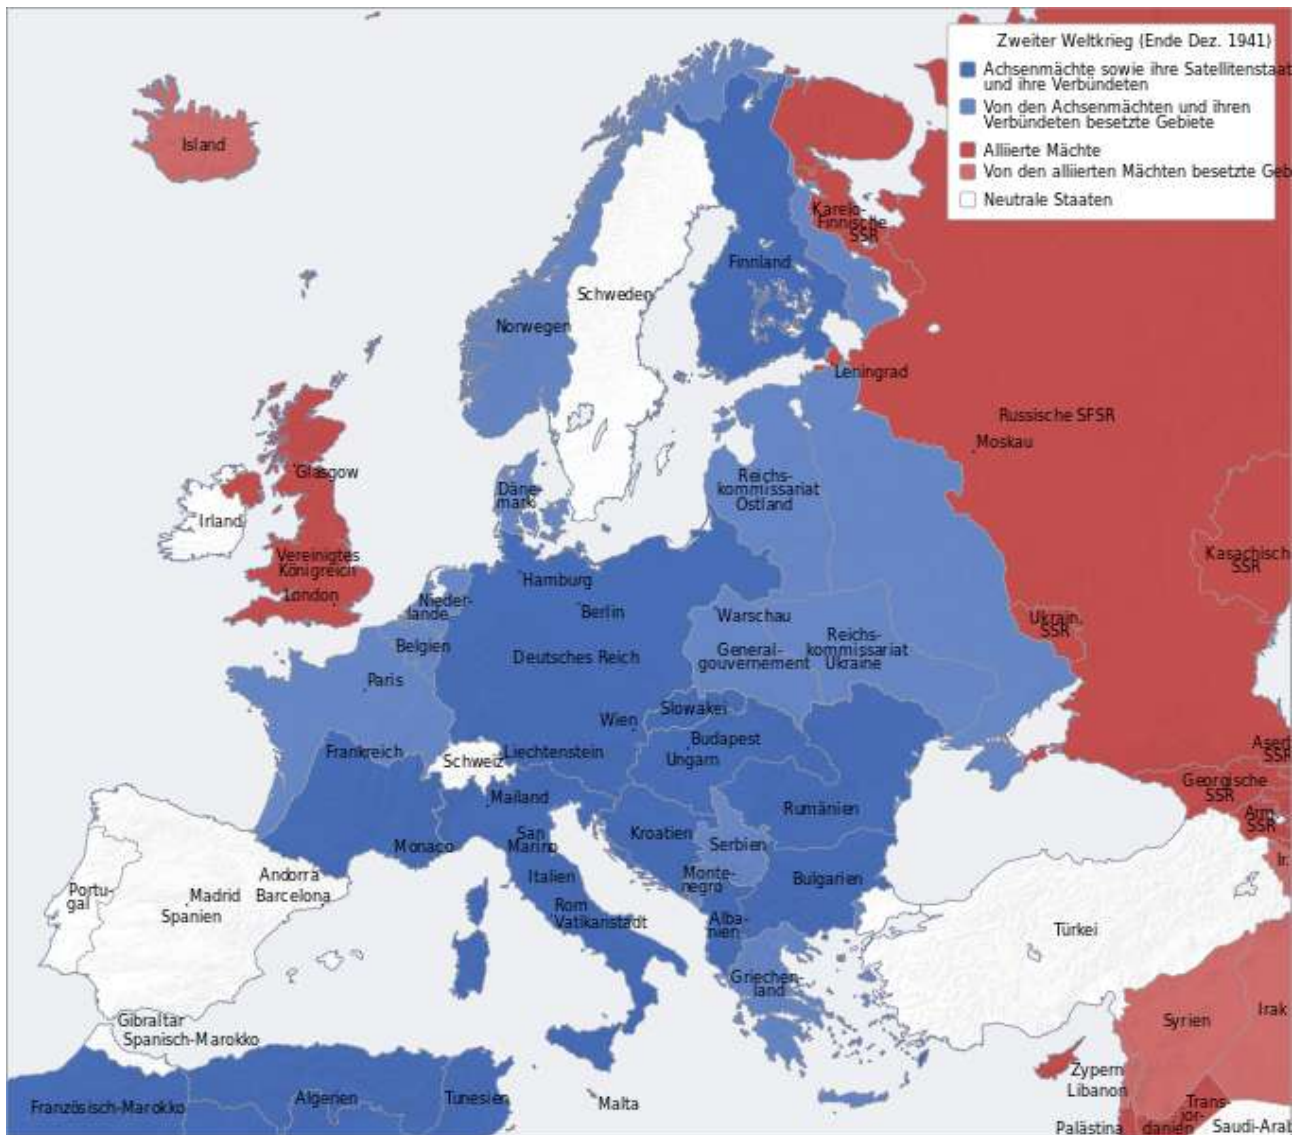 Zweiter Weltkrieg (Ende Dez. 1941)
Achsenmächte sowie ihre Satellitenstaat
und ihre Verbündeten
Von den Achsenmächten und ihren
Verbündeten besetzte Gebiete
Alliierte Mächte
Von den alliierten Mächten besetzte Geb
Neutrale Staaten
Island
Karelo-
Finnische
SSR
Finnland
Schweden
Norwegen
Leningrad
Russische SFSR
Moskau
Glasgow
Irland
Däne-
mark
Reichs-
kommissariat
Ostland
Vereinigtes
Königreich
London
Kasachisch
SSR
Hamburg
Berlin
Nieder-
lande
Belgien
Warschau
General-
gouvernement
Reichs-
kommissariat
Ukraine
Ukrain.
SSR
Deutsches Reich
Paris
Slowakei
Wien
Budapest
Ungarn
Frankreich
Schweiz
Liechtenstein
Aserb
SSR
Georgische
SSR
Arm.
SSR
Ir.
Mailand
Rumänien
San
Marino
Kroatien
Serbien
Monaco
Italien
Monte-
negro
Bulgarien
Andorra
Barcelona
Madrid
Spanien
Portu-
gal
Rom
Vatikanstadt
Alba-
nien
Türkei
Griechen-
land
Gibraltar
Spanisch-Marokko
Syrien
Irak
Zypern
Libanon
Französisch-Marokko
Algerien
Tunesien
Malta
Trans-
jor-
danien
Palästina
Saudi-Arab